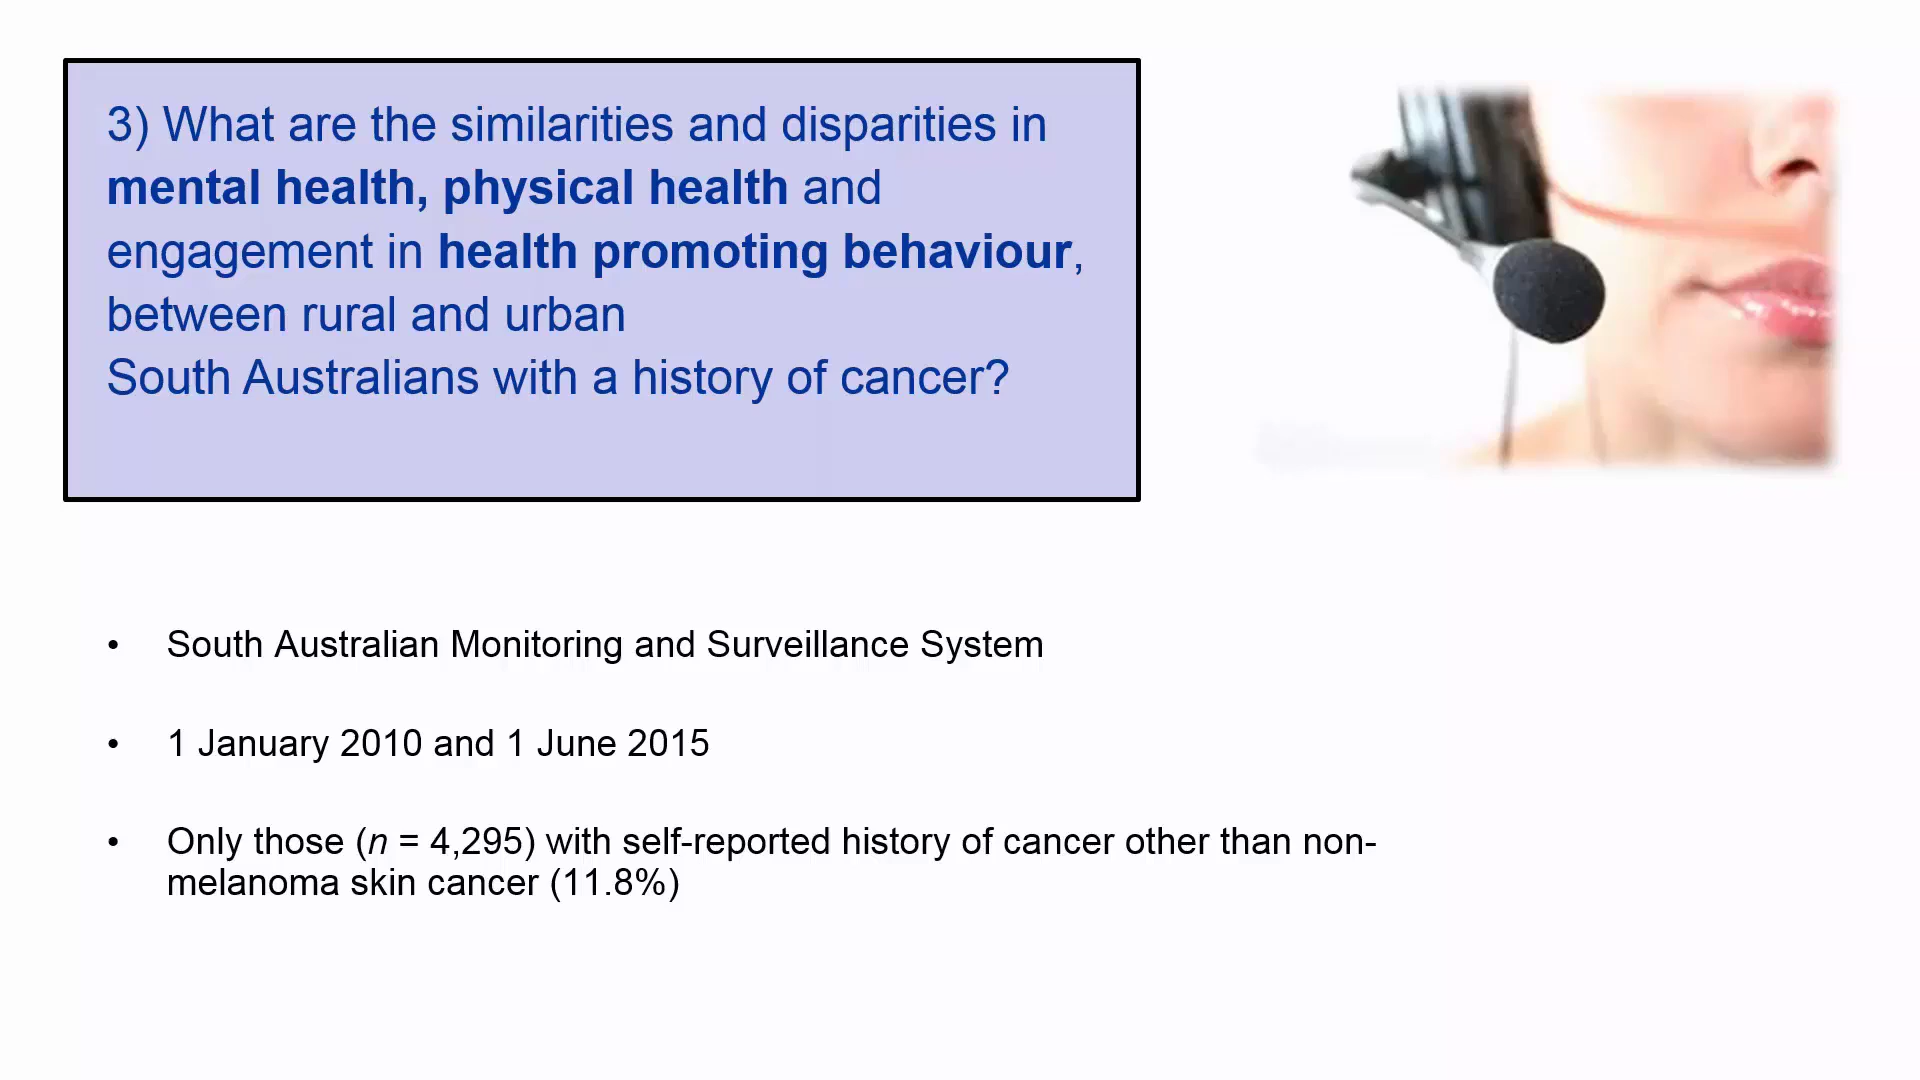 3) What are the similarities and disparities in
mental health, physical health and
engagement in health promoting behaviour,
between rural and urban
South Australians with a history of cancer?
• South Australian Monitoring and Surveillance System
• 1 January 2010 and 1 June 2015
• Only those (n = 4,295) with self-reported history of cancer other than non-
melanoma skin cancer (11.8%)